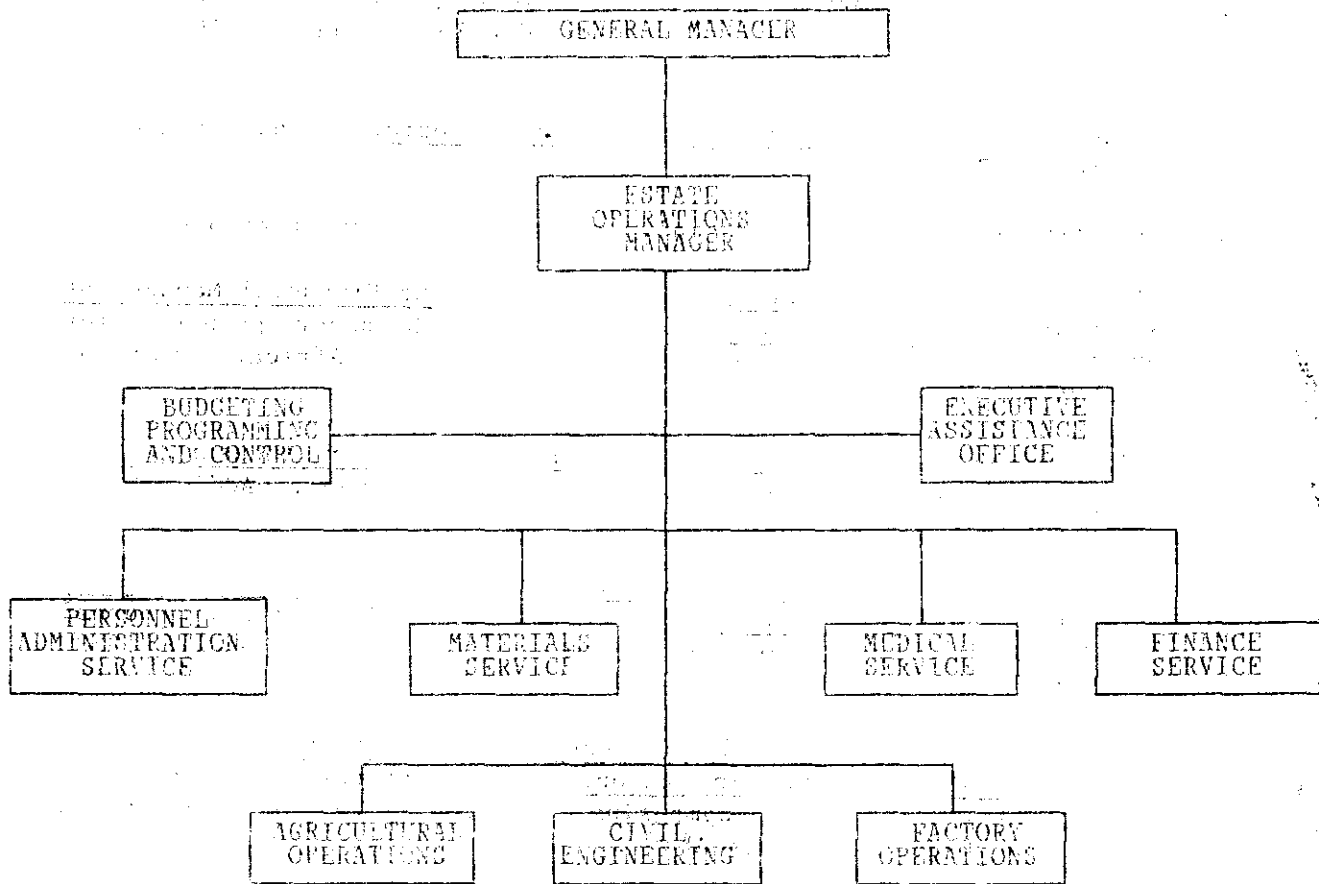 GENERAL MANAGER
ESTATE
OPERATIONS
MANAGER
BUDGETING
PROGRAMMING
AND CONTROL
EXECUTIVE
ASSISTANCE
OFFICE
PERSONNEL
ADMINISTRATION
SERVICE
MATERIALS
SERVICE
MEDICAL
SERVICE
FINANCE
SERVICE
AGRICULTURAL
OPERATIONS
CIVIL
ENGINEERING
FACTORY
OPERATIONS